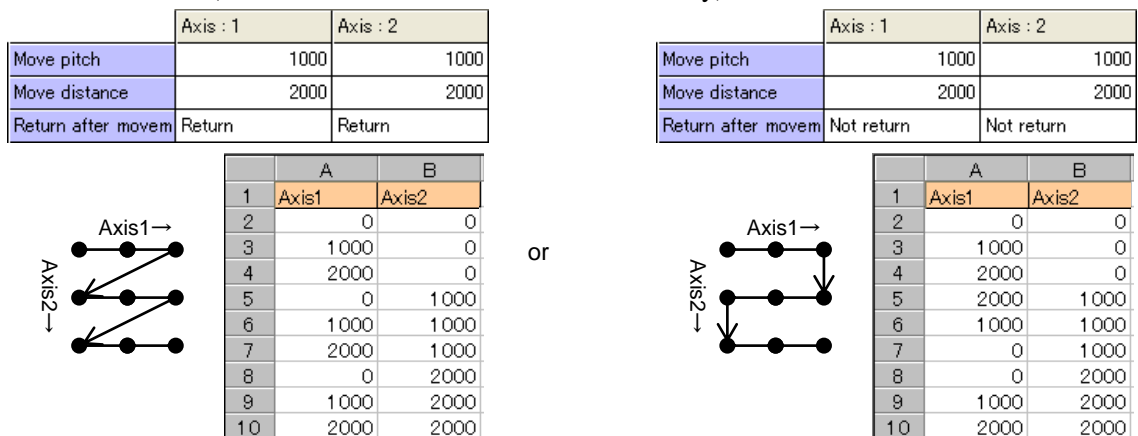 Axis : 1 Axis : 2
Move pitch 1000 1000
Move distance 2000 2000
Return after movem Return Return
A B
1 Axis1 Axis2
2 0 0
3 1000 0
4 2000 0
5 0 1000
6 1000 1000
7 2000 1000
8 0 2000
9 1000 2000
10 2000 2000
Axis1→
Axis2→
or
Axis : 1 Axis : 2
Move pitch 1000 1000
Move distance 2000 2000
Return after movem Not return Not return
A B
1 Axis1 Axis2
2 0 0
3 1000 0
4 2000 0
5 2000 1000
6 1000 1000
7 0 1000
8 0 2000
9 1000 2000
10 2000 2000
Axis1→
Axis2→